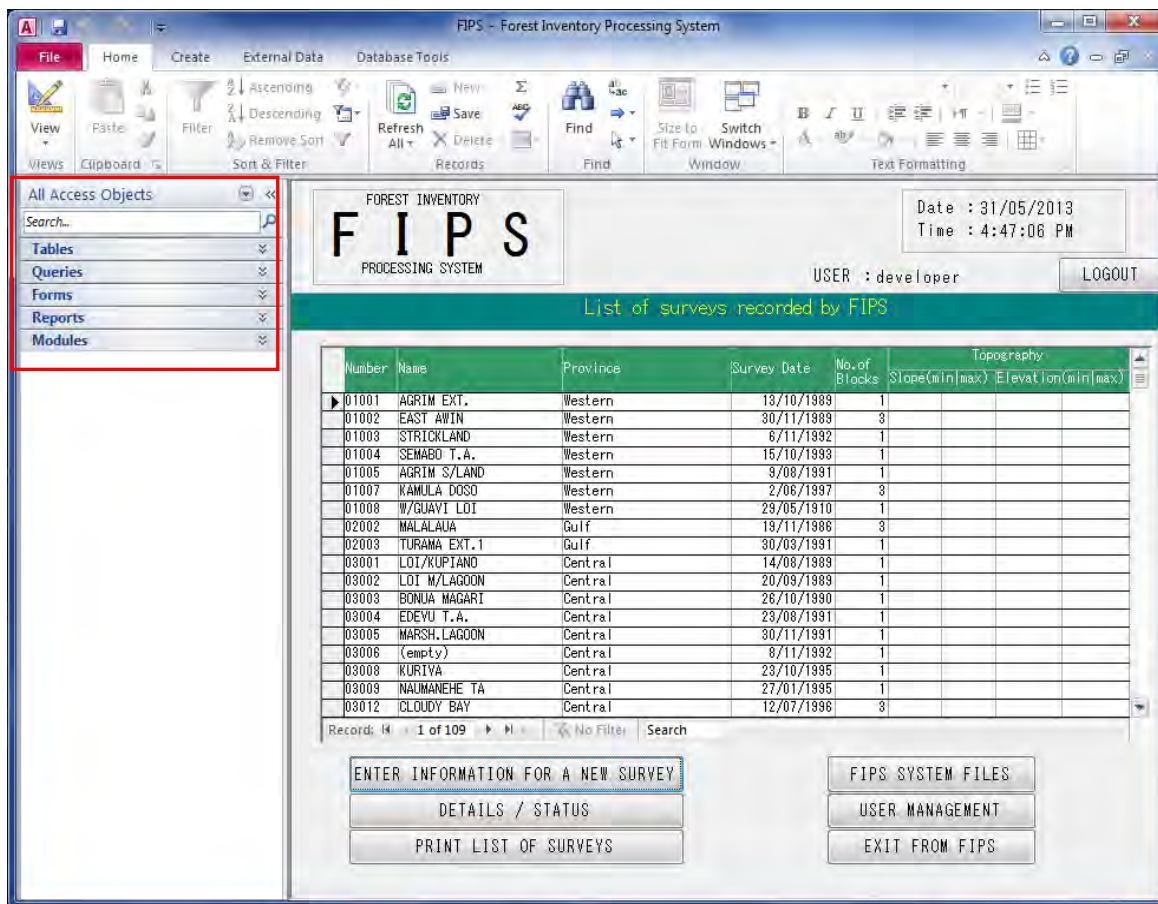 FIPS - Forest Inventory Processing System
File Home Create External Data Database Tools
View Paste Filter Ascending Descending Remove Sort Refresh All New Save Delete Find Size to Fit Form Switch Windows
Views Clipboard Sort & Filter Records Find Window Text Formatting
All Access Objects
Search...
Tables
Queries
Forms
Reports
Modules
FOREST INVENTORY
F I P S
PROCESSING SYSTEM
Date : 31/05/2013
Time : 4:47:06 PM
USER : developer LOGOUT
List of surveys recorded by FIPS
Number Name Province Survey Date No.of Blocks Topography
Slope(min|max) Elevation(min|max)
01001 AGRIM EXT. Western 13/10/1989 1
01002 EAST AWIN Western 30/11/1989 3
01003 STRICKLAND Western 6/11/1992 1
01004 SEMABO T.A. Western 15/10/1993 1
01005 AGRIM S/LAND Western 9/08/1991 1
01007 KAMULA DOSO Western 2/06/1997 3
01008 W/GUAVI LOI Western 29/05/1910 1
02002 MALALAUA Gulf 19/11/1986 3
02003 TURAMA EXT.1 Gulf 30/03/1991 1
03001 LOI/KUPIANO Central 14/08/1989 1
03002 LOI M/LAGOON Central 20/09/1989 1
03003 BONUA MAGARI Central 26/10/1990 1
03004 EDEVU T.A. Central 23/08/1991 1
03005 MARSH.LAGOON Central 30/11/1991 1
03006 (empty) Central 8/11/1992 1
03008 KURIVA Central 23/10/1995 1
03009 NAUMANEHE TA Central 27/01/1995 1
03012 CLOUDY BAY Central 12/07/1996 3
Record: 1 of 109 No Filter Search
ENTER INFORMATION FOR A NEW SURVEY FIPS SYSTEM FILES
DETAILS / STATUS USER MANAGEMENT
PRINT LIST OF SURVEYS EXIT FROM FIPS